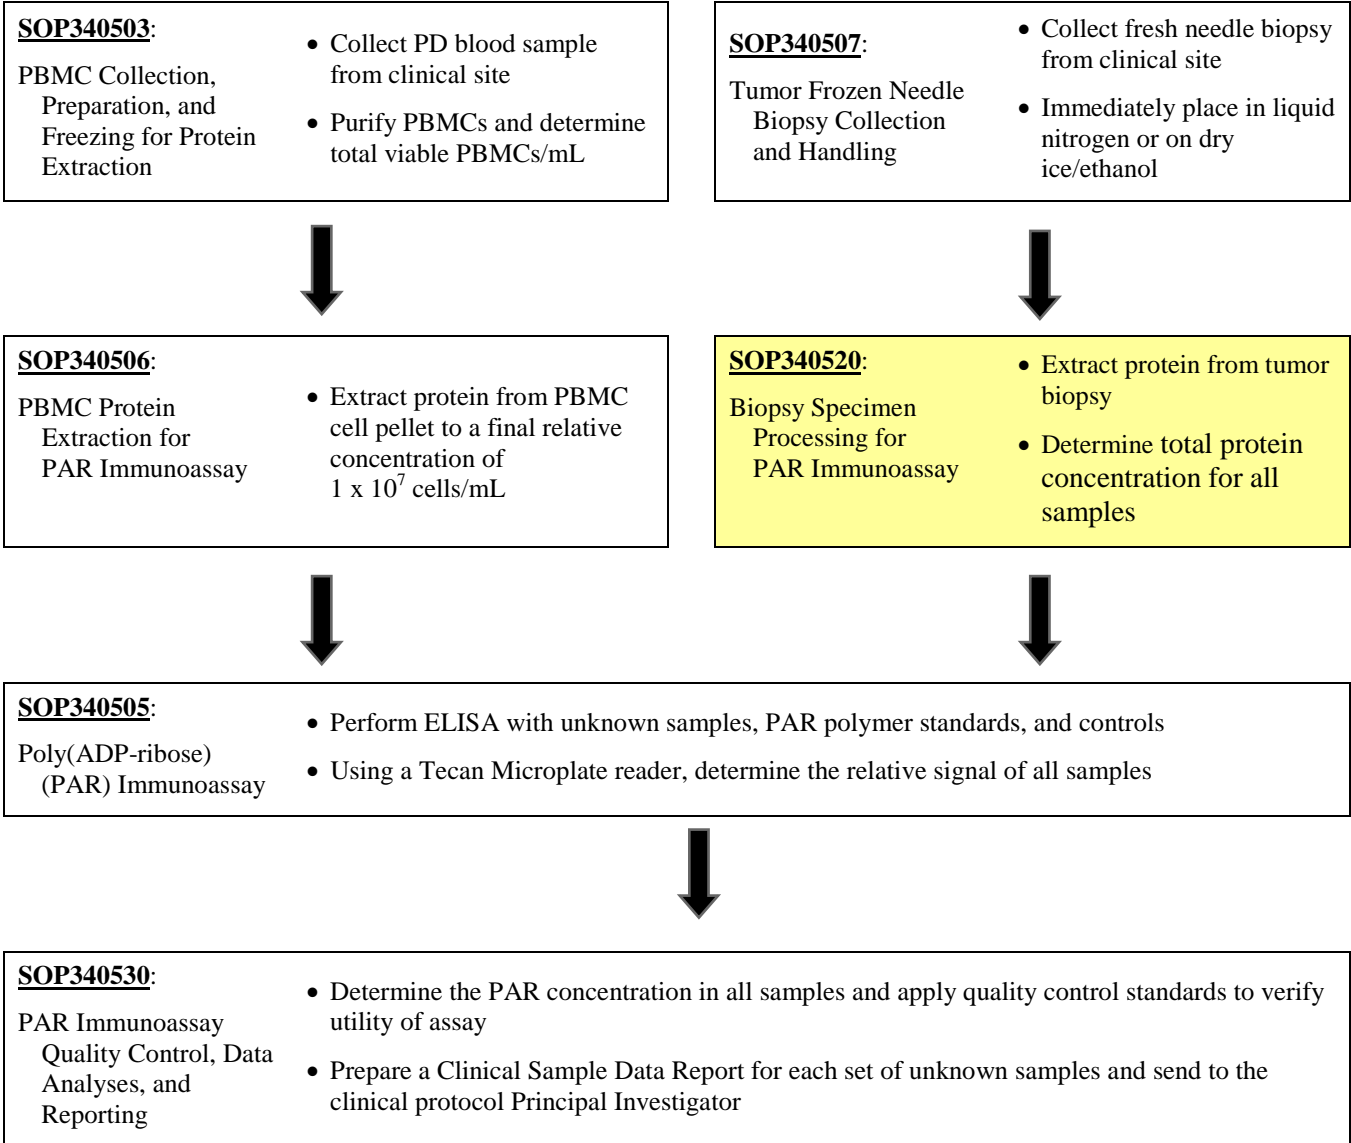 SOP340503:
PBMC Collection,
Preparation, and
Freezing for Protein
Extraction
• Collect PD blood sample
from clinical site
• Purify PBMCs and determine
total viable PBMCs/mL
SOP340507:
Tumor Frozen Needle
Biopsy Collection
and Handling
• Collect fresh needle biopsy
from clinical site
• Immediately place in liquid
nitrogen or on dry
ice/ethanol
SOP340506:
PBMC Protein
Extraction for
PAR Immunoassay
• Extract protein from PBMC
cell pellet to a final relative
concentration of
1 x 10⁷ cells/mL
SOP340520:
Biopsy Specimen
Processing for
PAR Immunoassay
• Extract protein from tumor
biopsy
• Determine total protein
concentration for all
samples
SOP340505:
Poly(ADP-ribose)
(PAR) Immunoassay
• Perform ELISA with unknown samples, PAR polymer standards, and controls
• Using a Tecan Microplate reader, determine the relative signal of all samples
SOP340530:
PAR Immunoassay
Quality Control, Data
Analyses, and
Reporting
• Determine the PAR concentration in all samples and apply quality control standards to verify
utility of assay
• Prepare a Clinical Sample Data Report for each set of unknown samples and send to the
clinical protocol Principal Investigator